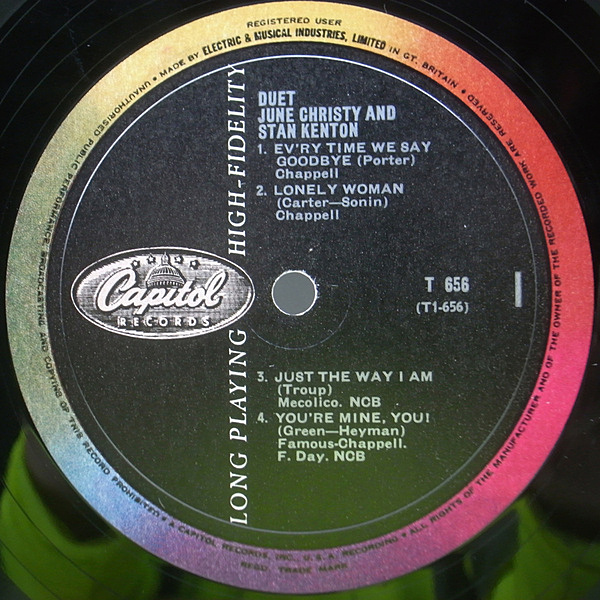 REGISTERED USER
• MADE BY ELECTRIC & MUSICAL INDUSTRIES, LIMITED IN GT. BRITAIN •
ALL RIGHTS OF THE MANUFACTURER AND OF THE OWNER OF THE RECORDED WORK ARE RESERVED
UNAUTHORISED PUBLIC PERFORMANCE, BROADCASTING AND COPYING OF THIS RECORD PROHIBITED •
A CAPITOL RECORDS, INC., U.S.A. RECORDING •
REGD. TRADE MARK
LONG PLAYING HIGH-FIDELITY
Capitol
RECORDS
DUET
JUNE CHRISTY AND
STAN KENTON
1. EV'RY TIME WE SAY
GOODBYE (Porter)
Chappell
2. LONELY WOMAN
(Carter—Sonin)
Chappell
T 656
(T1-656)
1
3. JUST THE WAY I AM
(Troup)
Mecolico. NCB
4. YOU'RE MINE, YOU!
(Green—Heyman)
Famous-Chappell.
F. Day. NCB